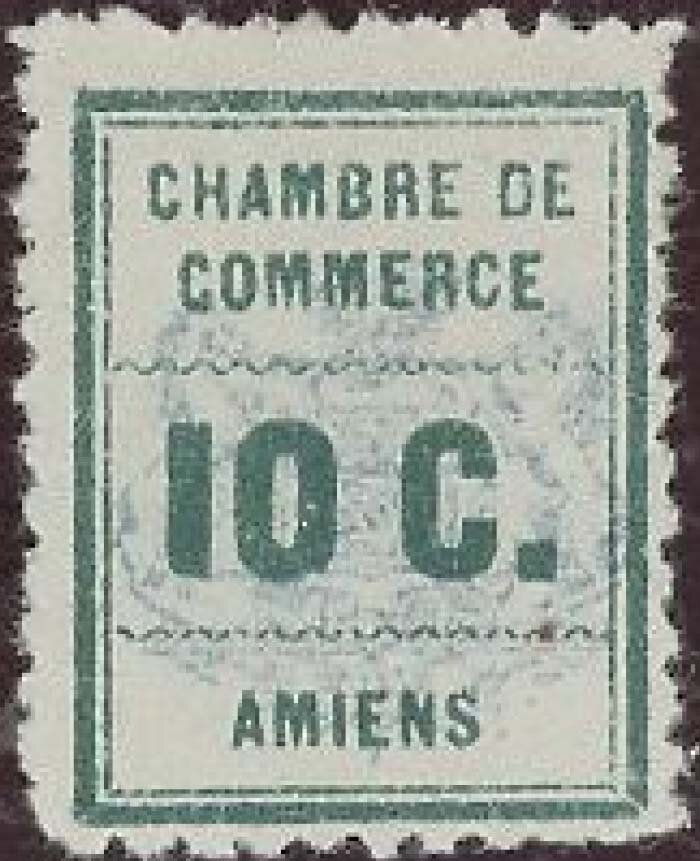 CHAMBRE DE
COMMERCE
10 C.
AMIENS